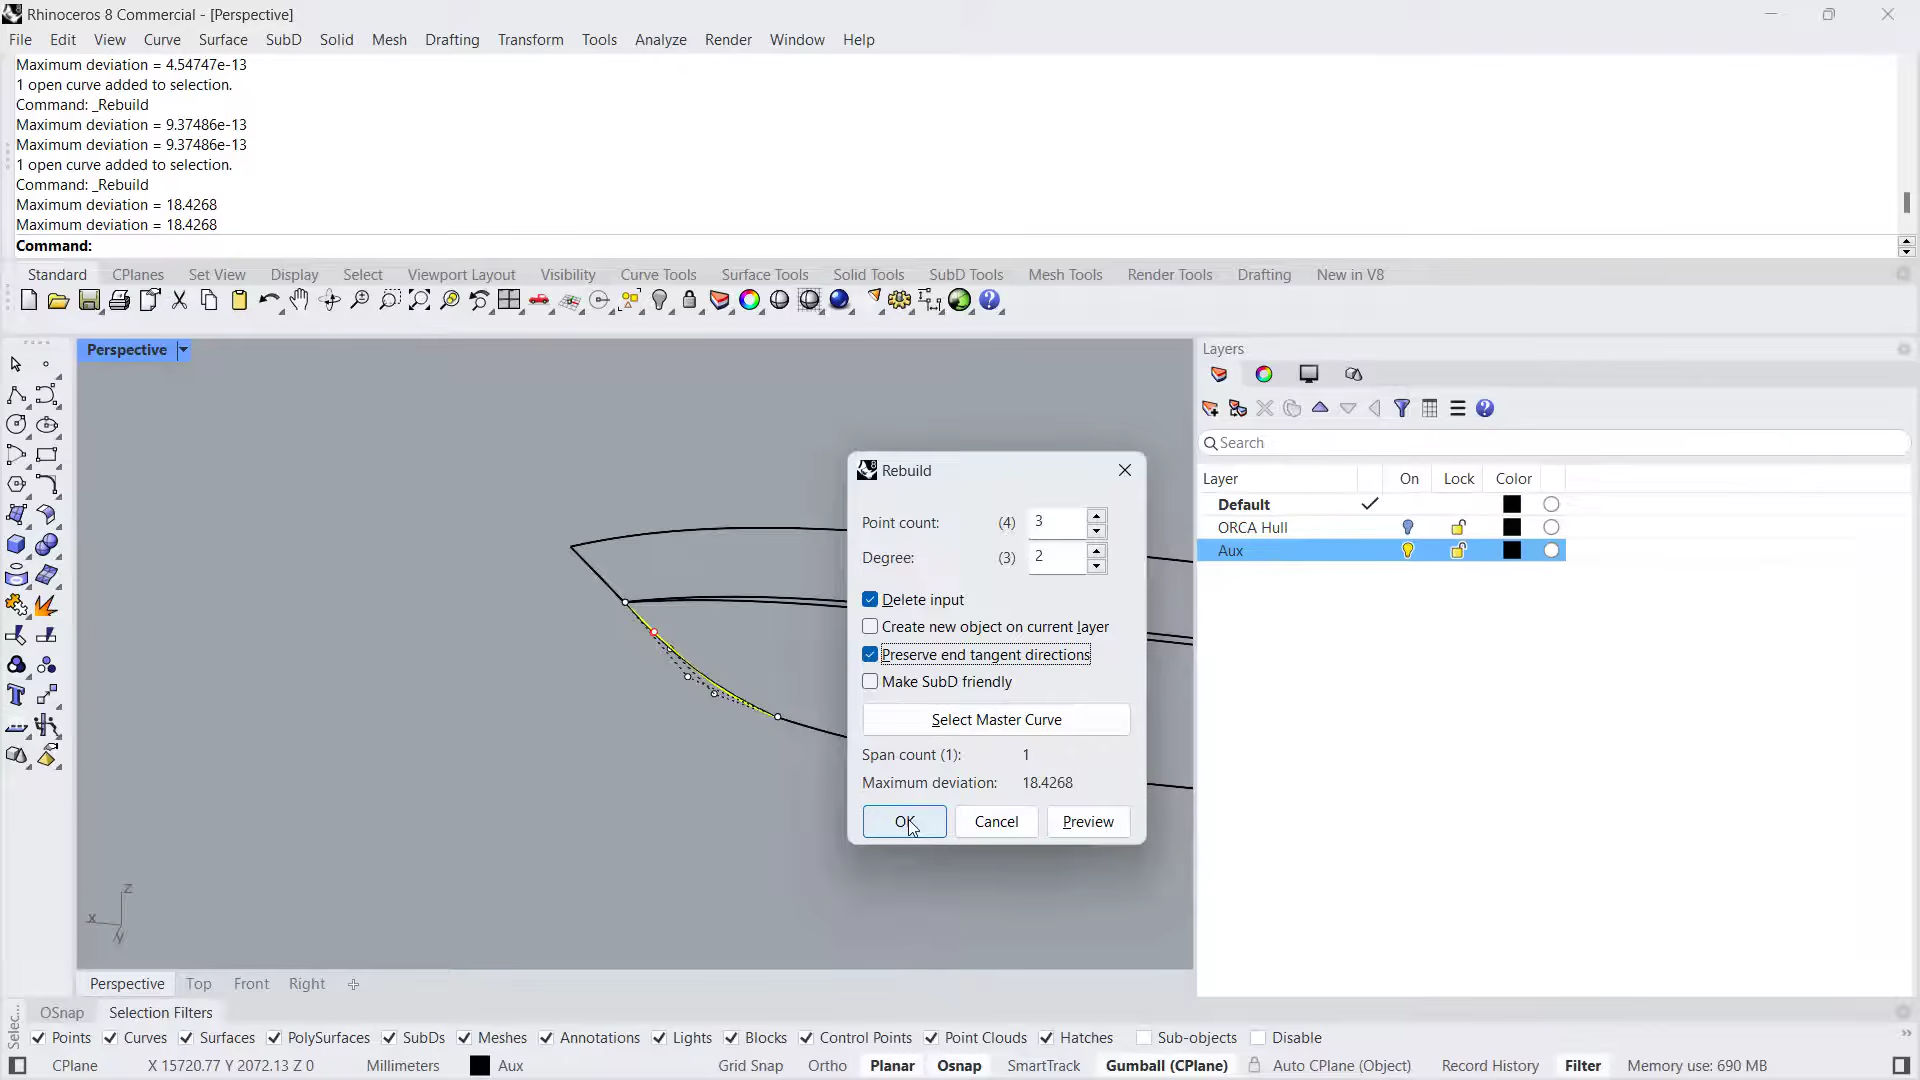 Rhinoceros 8 Commercial - [Perspective]
File Edit View Curve Surface SubD Solid Mesh Drafting Transform Tools Analyze Render Window Help
Maximum deviation = 4.54747e-13
1 open curve added to selection.
Command: _Rebuild
Maximum deviation = 9.37486e-13
Maximum deviation = 9.37486e-13
1 open curve added to selection.
Command: _Rebuild
Maximum deviation = 18.4268
Maximum deviation = 18.4268
Command:
Standard CPlanes Set View Display Select Viewport Layout Visibility Curve Tools Surface Tools Solid Tools SubD Tools Mesh Tools Render Tools Drafting New in V8
Perspective
Layers
Search
Layer On Lock Color
Default
ORCA Hull
Aux
Rebuild
Point count: (4) 3
Degree: (3) 2
Delete input
Create new object on current layer
Preserve end tangent directions
Make SubD friendly
Select Master Curve
Span count (1): 1
Maximum deviation: 18.4268
OK Cancel Preview
z
x
y
Perspective Top Front Right
OSnap Selection Filters
Selec...
Points Curves Surfaces PolySurfaces SubDs Meshes Annotations Lights Blocks Control Points Point Clouds Hatches Sub-objects Disable
CPlane X 15720.77 Y 2072.13 Z 0 Millimeters Aux Grid Snap Ortho Planar Osnap SmartTrack Gumball (CPlane) Auto CPlane (Object) Record History Filter Memory use: 690 MB